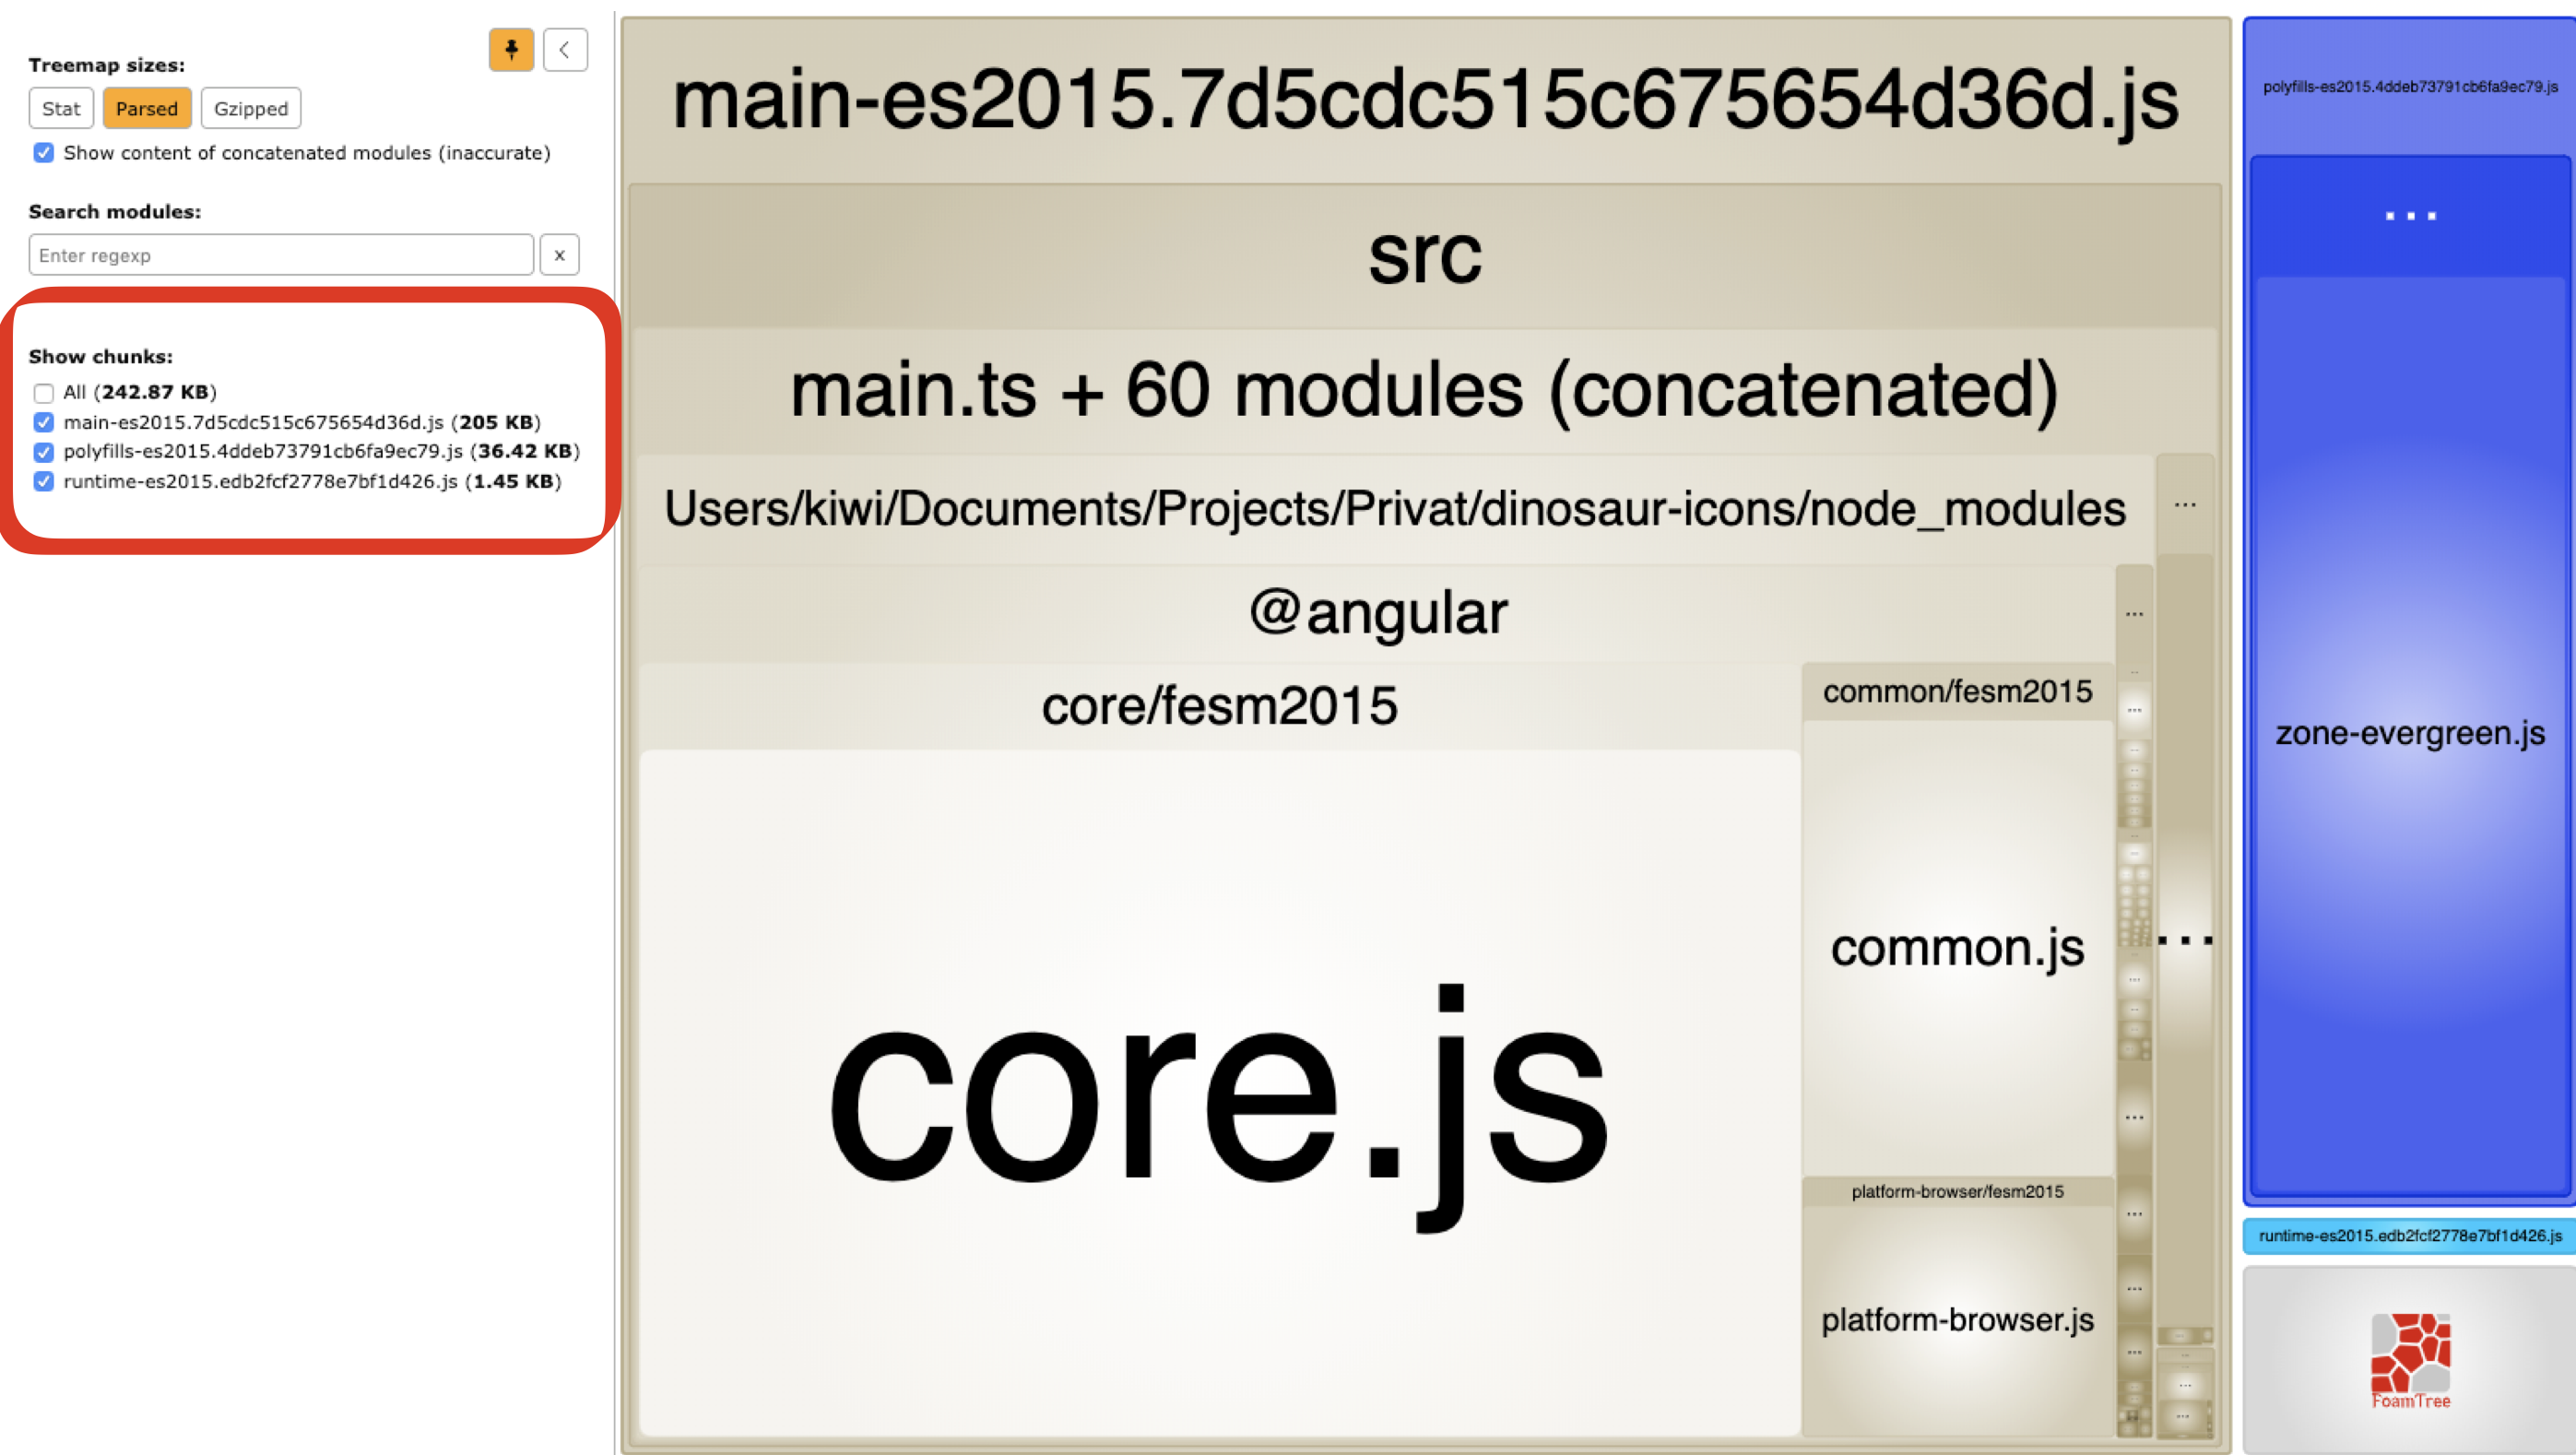 Treemap sizes:
Stat
Parsed
Gzipped
Show content of concatenated modules (inaccurate)
Search modules:
Enter regexp
x
Show chunks:
All (242.87 KB)
main-es2015.7d5cdc515c675654d36d.js (205 KB)
polyfills-es2015.4ddeb73791cb6fa9ec79.js (36.42 KB)
runtime-es2015.edb2fcf2778e7bf1d426.js (1.45 KB)
main-es2015.7d5cdc515c675654d36d.js
src
main.ts + 60 modules (concatenated)
Users/kiwi/Documents/Projects/Privat/dinosaur-icons/node_modules
...
@angular
...
core/fesm2015
core.js
common/fesm2015
common.js
platform-browser/fesm2015
platform-browser.js
...
polyfills-es2015.4ddeb73791cb6fa9ec79.js
...
zone-evergreen.js
runtime-es2015.edb2fcf2778e7bf1d426.js
FoamTree